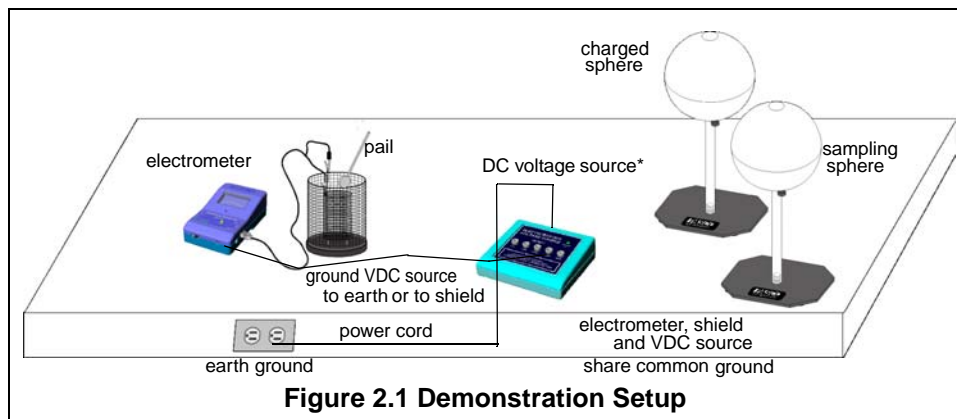 charged
sphere
electrometer
pail
DC voltage source*
sampling
sphere
ground VDC source
to earth or to shield
power cord
electrometer, shield
and VDC source
share common ground
earth ground
Figure 2.1 Demonstration Setup